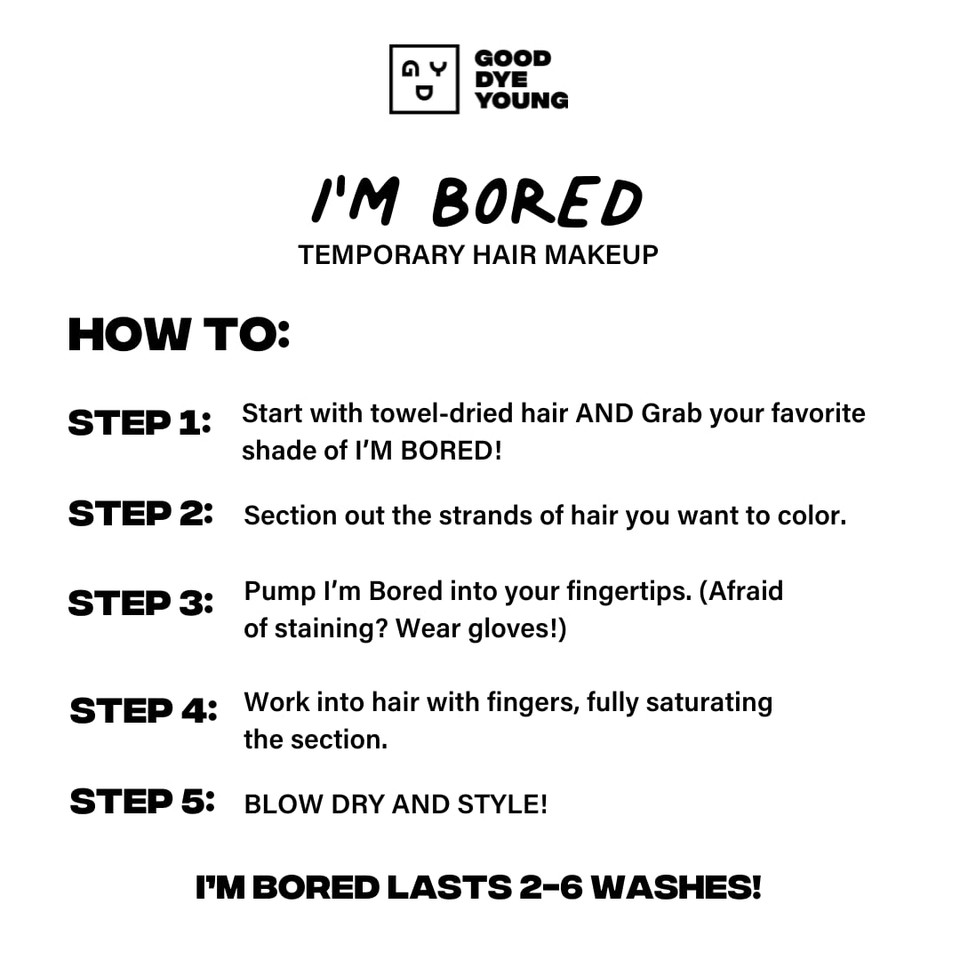 G Y
D
GOOD
DYE
YOUNG
I'M BORED
TEMPORARY HAIR MAKEUP
HOW TO:
STEP 1: Start with towel-dried hair AND Grab your favorite
shade of I'M BORED!
STEP 2: Section out the strands of hair you want to color.
STEP 3: Pump I'm Bored into your fingertips. (Afraid
of staining? Wear gloves!)
STEP 4: Work into hair with fingers, fully saturating
the section.
STEP 5: BLOW DRY AND STYLE!
I'M BORED LASTS 2-6 WASHES!